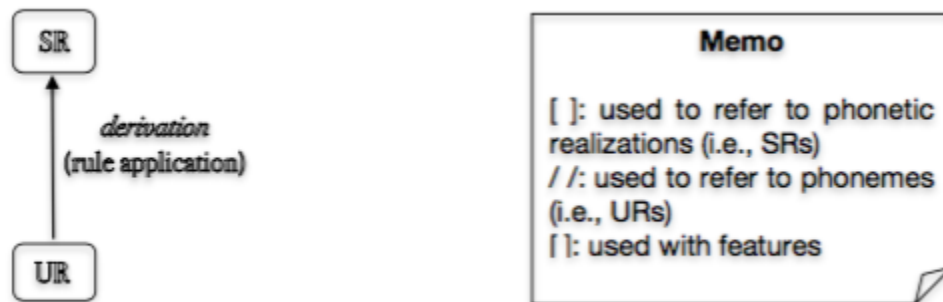 SR
derivation
(rule application)
UR
Memo
[ ]: used to refer to phonetic
realizations (i.e., SRs)
/ /: used to refer to phonemes
(i.e., URs)
[ ]: used with features